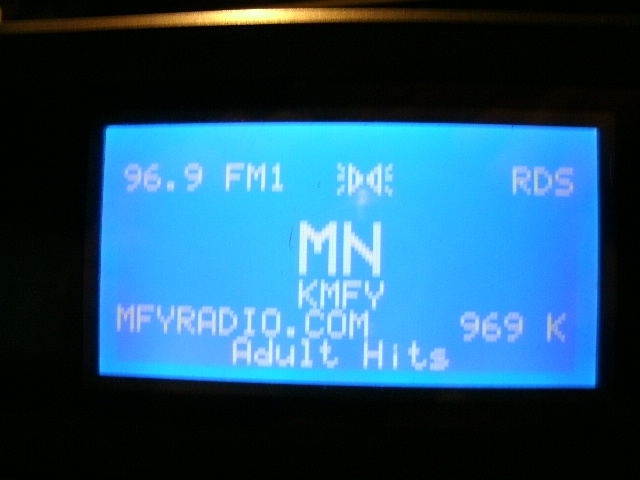 96.9 FM1 RDS
MN
KMFY
MFYRADIO.COM 969 K
Adult Hits